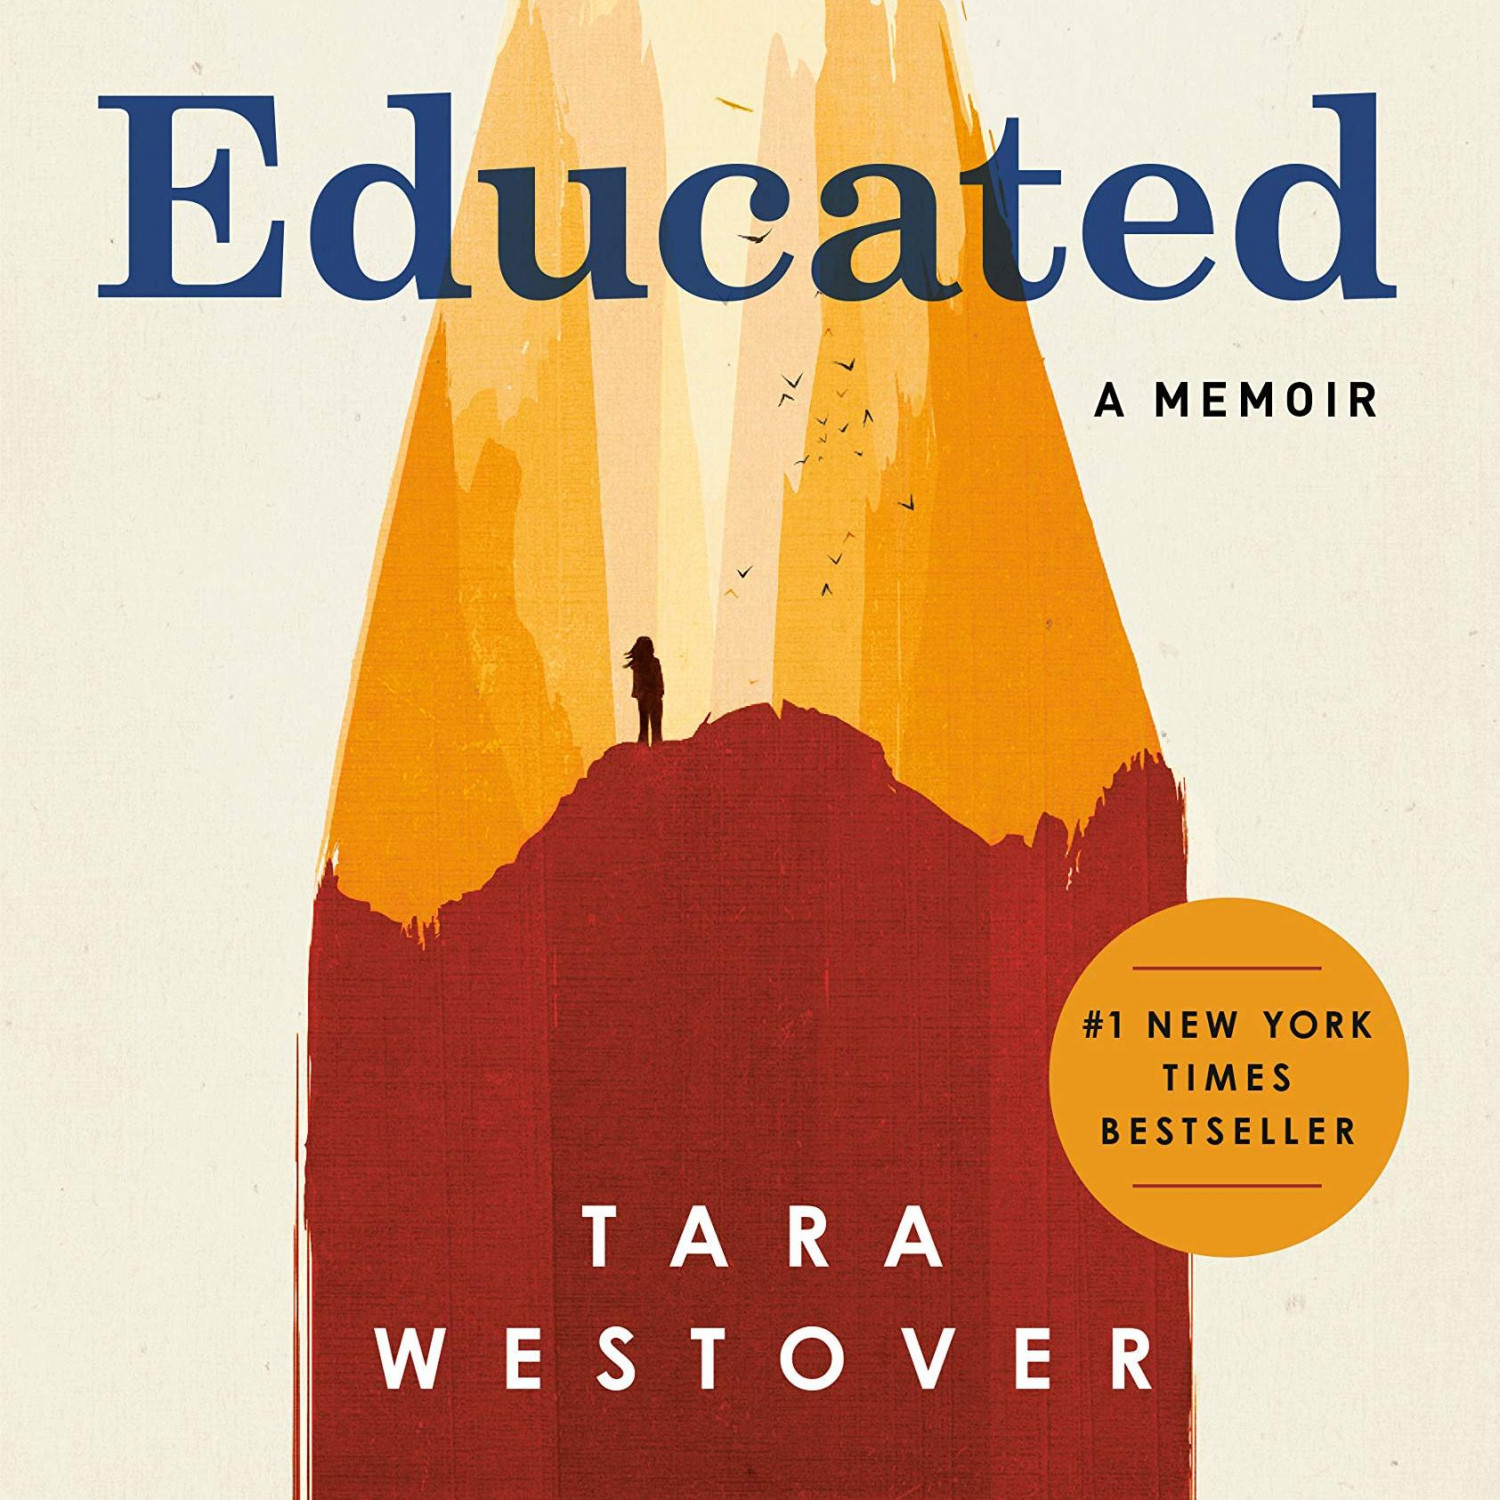 Educated
A MEMOIR
#1 NEW YORK
TIMES
BESTSELLER
TARA
WESTOVER